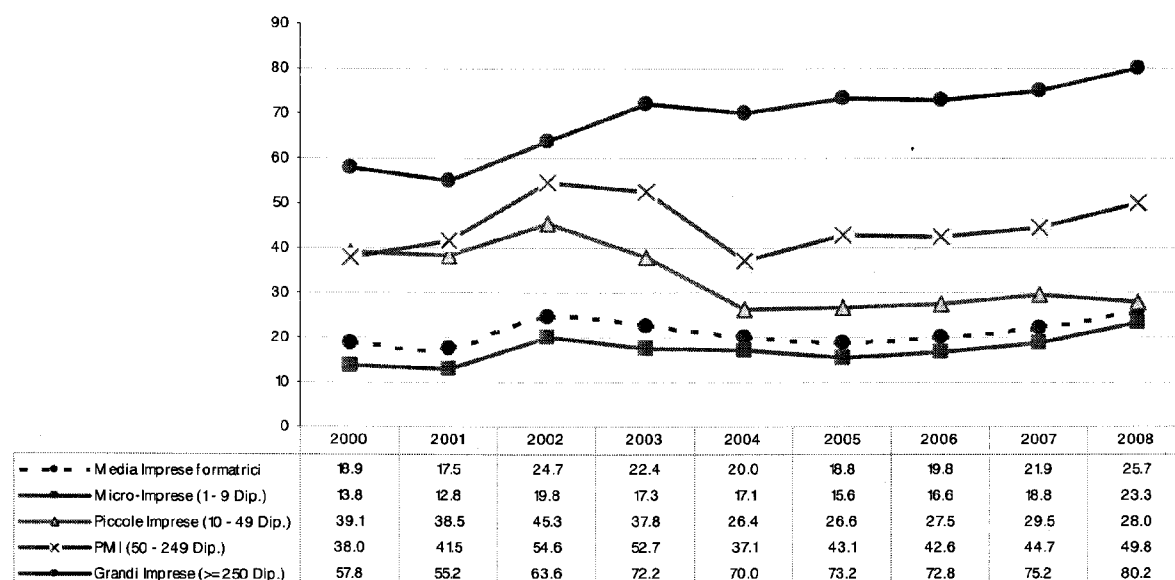 90
80
70
60
50
40
30
20
10
0
2000 2001 2002 2003 2004 2005 2006 2007 2008
Media Imprese formatrici 18.9 17.5 24.7 22.4 20.0 18.8 19.8 21.9 25.7
Micro-Imprese (1- 9 Dip.) 13.8 12.8 19.8 17.3 17.1 15.6 16.6 18.8 23.3
Piccole Imprese (10 - 49 Dip.) 39.1 38.5 45.3 37.8 26.4 26.6 27.5 29.5 28.0
PMI (50 - 249 Dip.) 38.0 41.5 54.6 52.7 37.1 43.1 42.6 44.7 49.8
Grandi Imprese (>=250 Dip.) 57.8 55.2 63.6 72.2 70.0 73.2 72.8 75.2 80.2